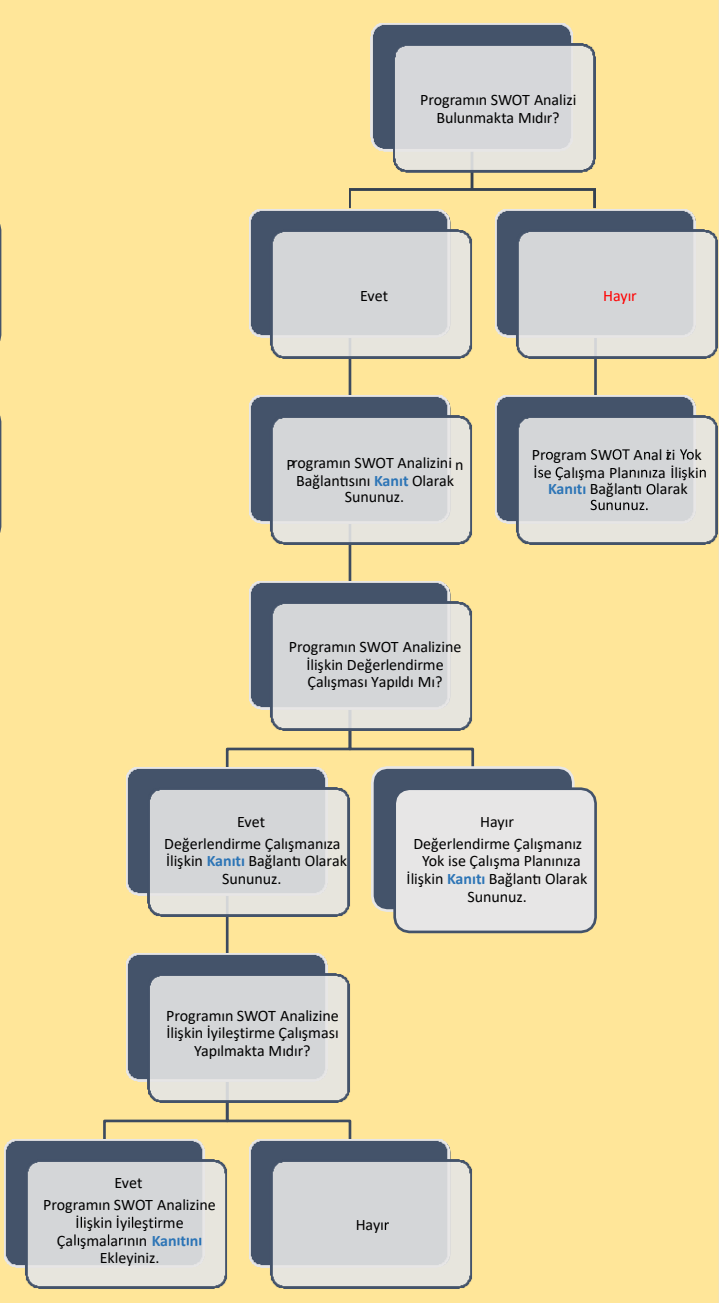 Programın SWOT Analizi
Bulunmakta Mıdır?
Evet
Hayır
Programın SWOT Analizini n
Bağlantısını Kanıt Olarak
Sununuz.
Program SWOT Analizi Yok
İse Çalışma Planınıza İlişkin
Kanıtı Bağlantı Olarak
Sununuz.
Programın SWOT Analizine
İlişkin Değerlendirme
Çalışması Yapıldı Mı?
Evet
Değerlendirme Çalışmanıza
İlişkin Kanıtı Bağlantı Olarak
Sununuz.
Hayır
Değerlendirme Çalışmanız
Yok ise Çalışma Planınıza
İlişkin Kanıtı Bağlantı Olarak
Sununuz.
Programın SWOT Analizine
İlişkin İyileştirme Çalışması
Yapılmakta Mıdır?
Evet
Programın SWOT Analizine
İlişkin İyileştirme
Çalışmalarının Kanıtını
Ekleyiniz.
Hayır